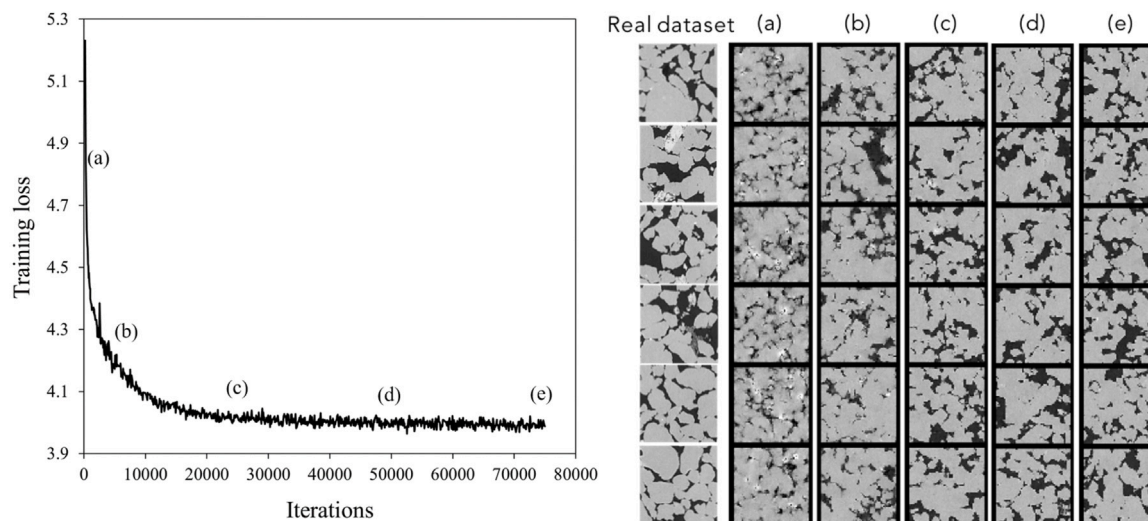 5.3
5.1
4.9
4.7
4.5
4.3
4.1
3.9
Training loss
(a)
(b)
(c)
(d)
(e)
0 10000 20000 30000 40000 50000 60000 70000 80000
Iterations
Real dataset (a) (b) (c) (d) (e)